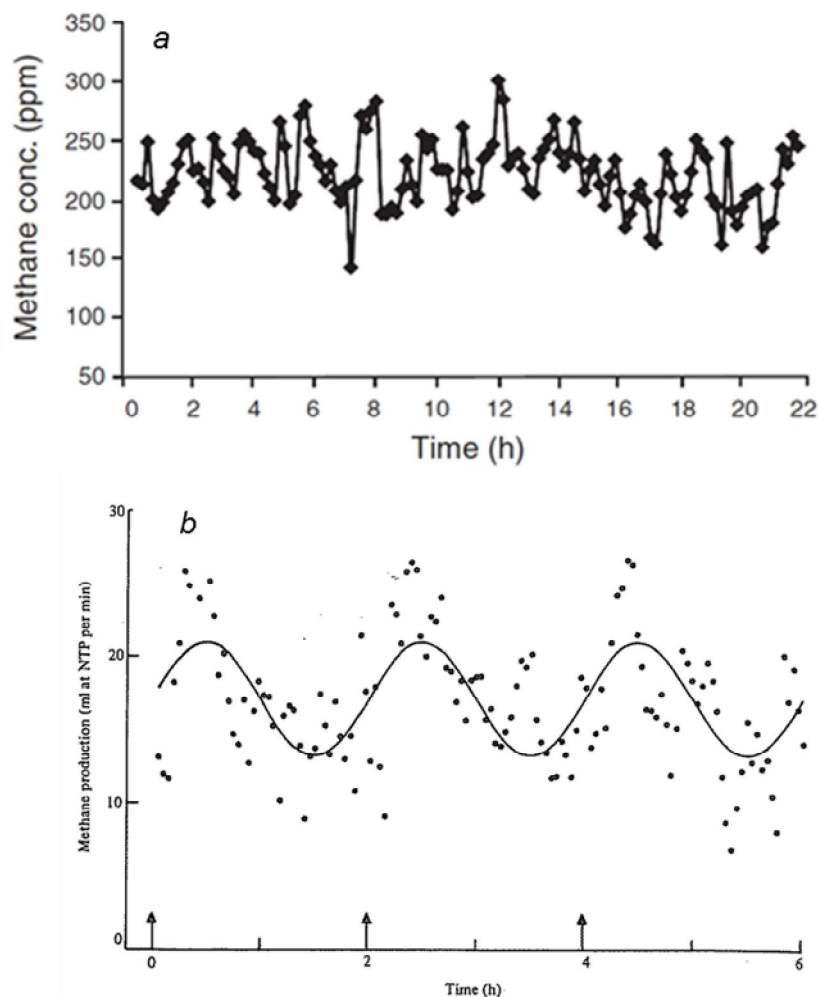 a
Methane conc. (ppm)
350
300
250
200
150
100
50
0 2 4 6 8 10 12 14 16 18 20 22
Time (h)
b
Methane production (ml at NTP per min)
30
20
10
0
0 2 4 6
Time (h)